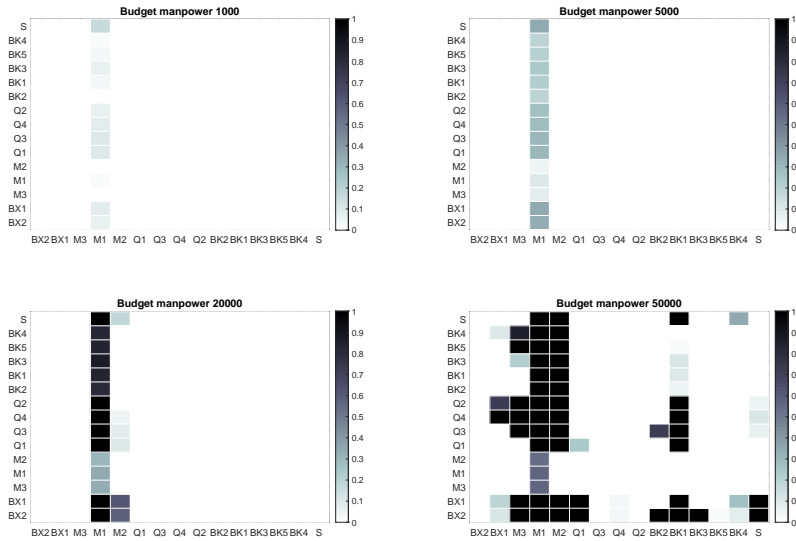 Budget manpower 1000
S
BK4
BK5
BK3
BK1
BK2
Q2
Q4
Q3
Q1
M2
M1
M3
BX1
BX2
BX2 BX1 M3 M1 M2 Q1 Q3 Q4 Q2 BK2 BK1 BK3 BK5 BK4 S
1
0.9
0.8
0.7
0.6
0.5
0.4
0.3
0.2
0.1
0
Budget manpower 5000
S
BK4
BK5
BK3
BK1
BK2
Q2
Q4
Q3
Q1
M2
M1
M3
BX1
BX2
BX2 BX1 M3 M1 M2 Q1 Q3 Q4 Q2 BK2 BK1 BK3 BK5 BK4 S
1
0
Budget manpower 20000
S
BK4
BK5
BK3
BK1
BK2
Q2
Q4
Q3
Q1
M2
M1
M3
BX1
BX2
BX2 BX1 M3 M1 M2 Q1 Q3 Q4 Q2 BK2 BK1 BK3 BK5 BK4 S
1
0.9
0.8
0.7
0.6
0.5
0.4
0.3
0.2
0.1
0
Budget manpower 50000
S
BK4
BK5
BK3
BK1
BK2
Q2
Q4
Q3
Q1
M2
M1
M3
BX1
BX2
BX2 BX1 M3 M1 M2 Q1 Q3 Q4 Q2 BK2 BK1 BK3 BK5 BK4 S
1
0